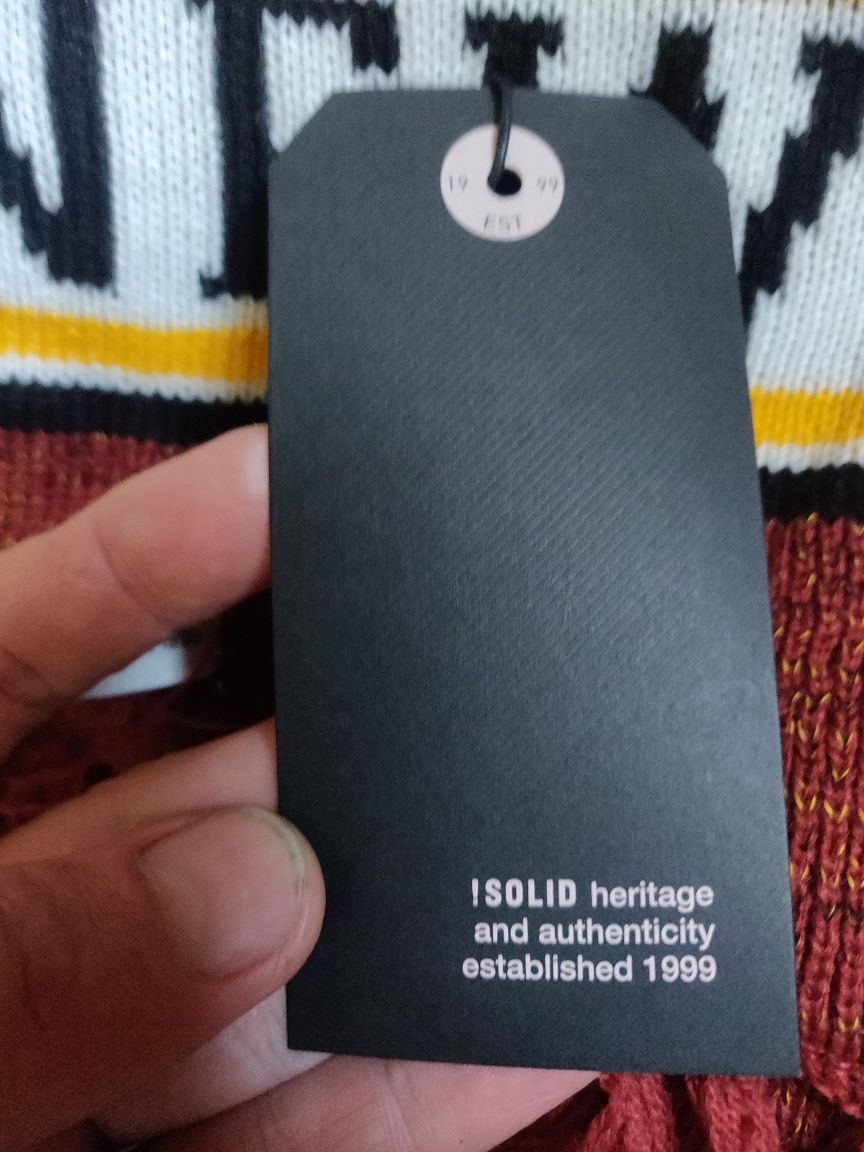 19 99
EST
!SOLID heritage
and authenticity
established 1999